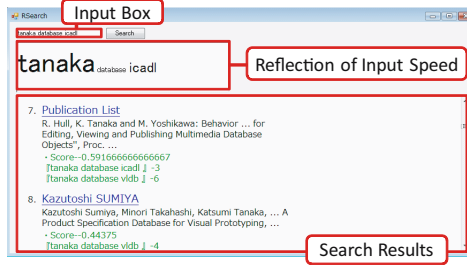 Input Box
RSearch
tanaka database icadl
Search
tanaka database icadl
Reflection of Input Speed
7. Publication List
R. Hull, K. Tanaka and M. Yoshikawa: Behavior ... for
Editing, Viewing and Publishing Multimedia Database
Objects", Proc. ...
・Score--0.591666666666667
『tanaka database icadl 』-3
『tanaka database vldb 』-6
8. Kazutoshi SUMIYA
Kazutoshi Sumiya, Minori Takahashi, Katsumi Tanaka, ... A
Product Specification Database for Visual Prototyping, ...
・Score--0.44375
『tanaka database vldb 』-4
Search Results